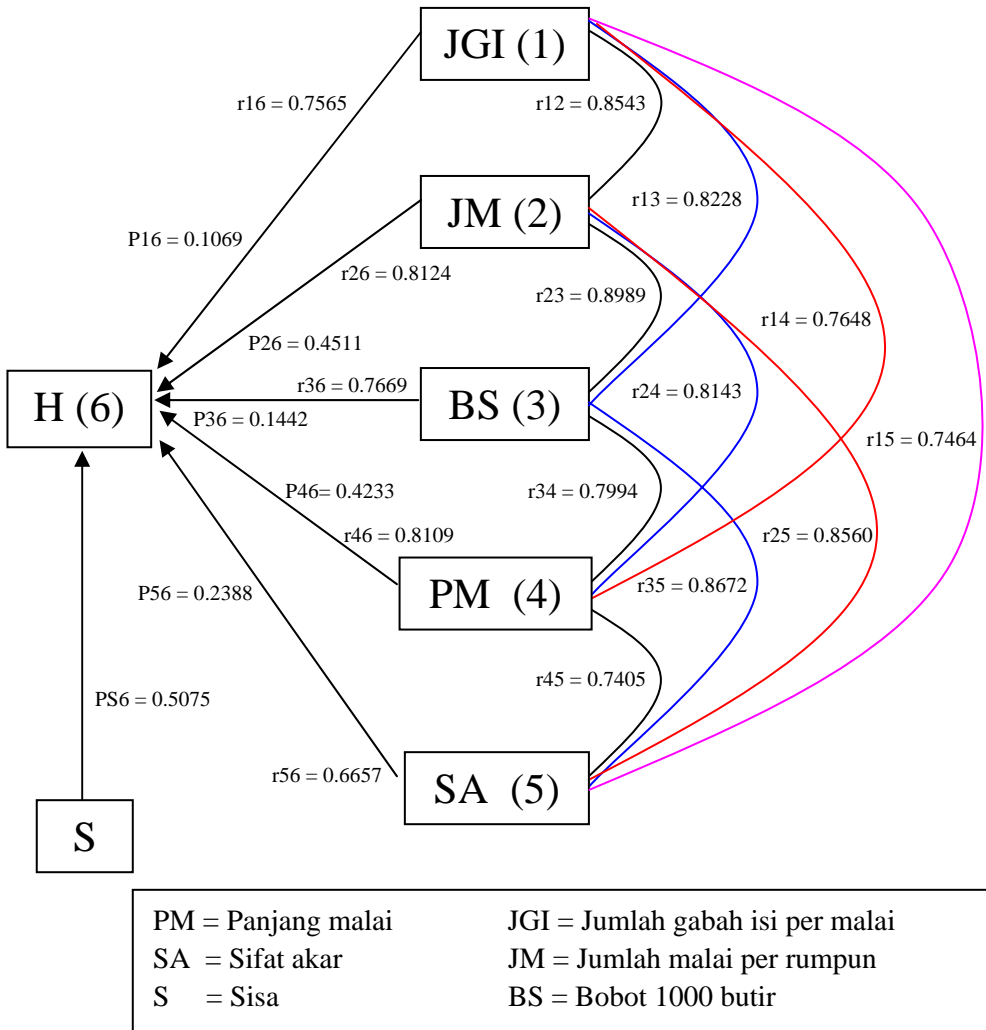 JGI (1)
r16 = 0.7565
r12 = 0.8543
r13 = 0.8228
JM (2)
P16 = 0.1069
r26 = 0.8124
r23 = 0.8989
r14 = 0.7648
P26 = 0.4511
r36 = 0.7669
r24 = 0.8143
H (6)
BS (3)
P36 = 0.1442
r15 = 0.7464
P46= 0.4233
r34 = 0.7994
r46 = 0.8109
r25 = 0.8560
P56 = 0.2388
PM (4)
r35 = 0.8672
r45 = 0.7405
PS6 = 0.5075
r56 = 0.6657
SA (5)
S
PM = Panjang malai
JGI = Jumlah gabah isi per malai
SA = Sifat akar
JM = Jumlah malai per rumpun
S = Sisa
BS = Bobot 1000 butir